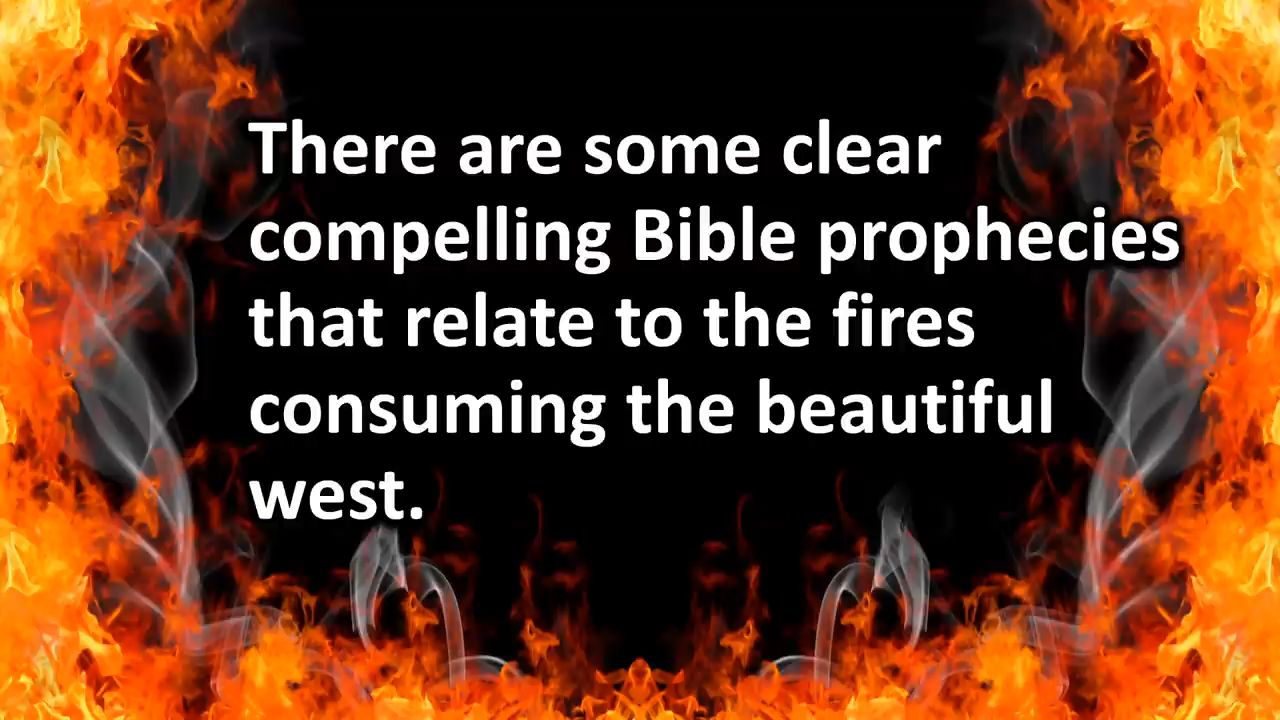 There are some clear
compelling Bible prophecies
that relate to the fires
consuming the beautiful
west.